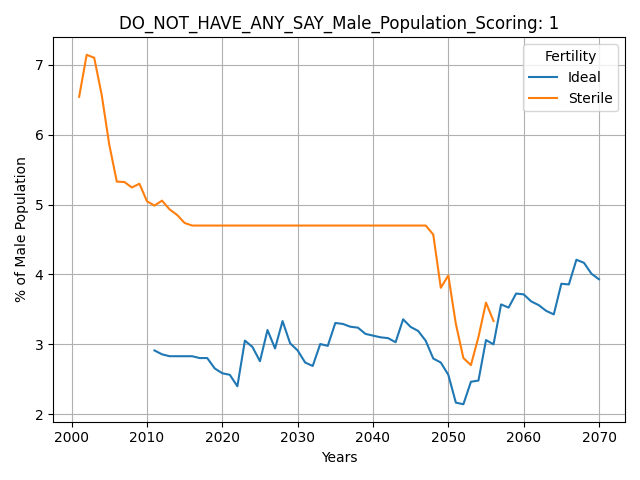 DO_NOT_HAVE_ANY_SAY_Male_Population_Scoring: 1
Fertility
Ideal
Sterile
% of Male Population
7
6
5
4
3
2
2000 2010 2020 2030 2040 2050 2060 2070
Years